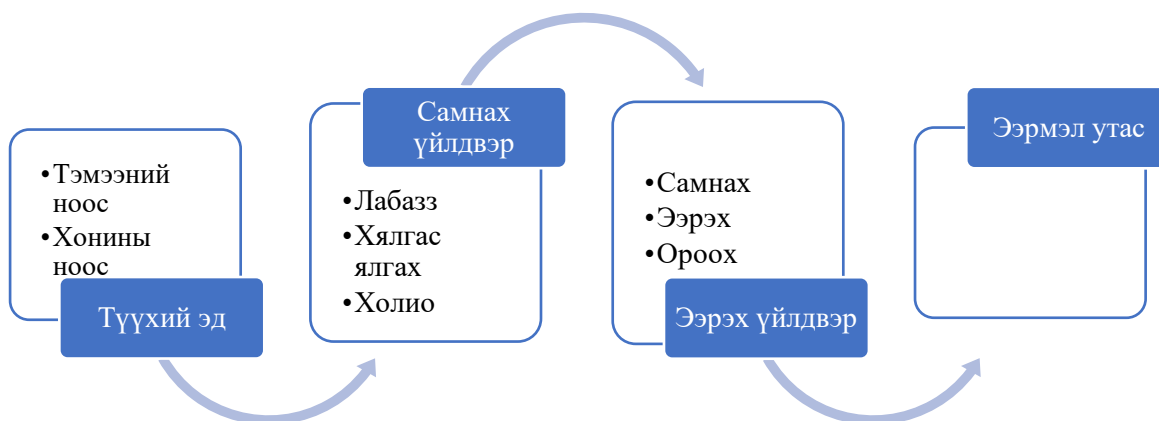 •Тэмээний
ноос
•Хонины
ноос
Түүхий эд
Самнах
үйлдвэр
•Лабазз
•Хялгас
ялгах
•Холио
•Самнах
•Ээрэх
•Ороох
Ээрэх үйлдвэр
Ээрмэл утас